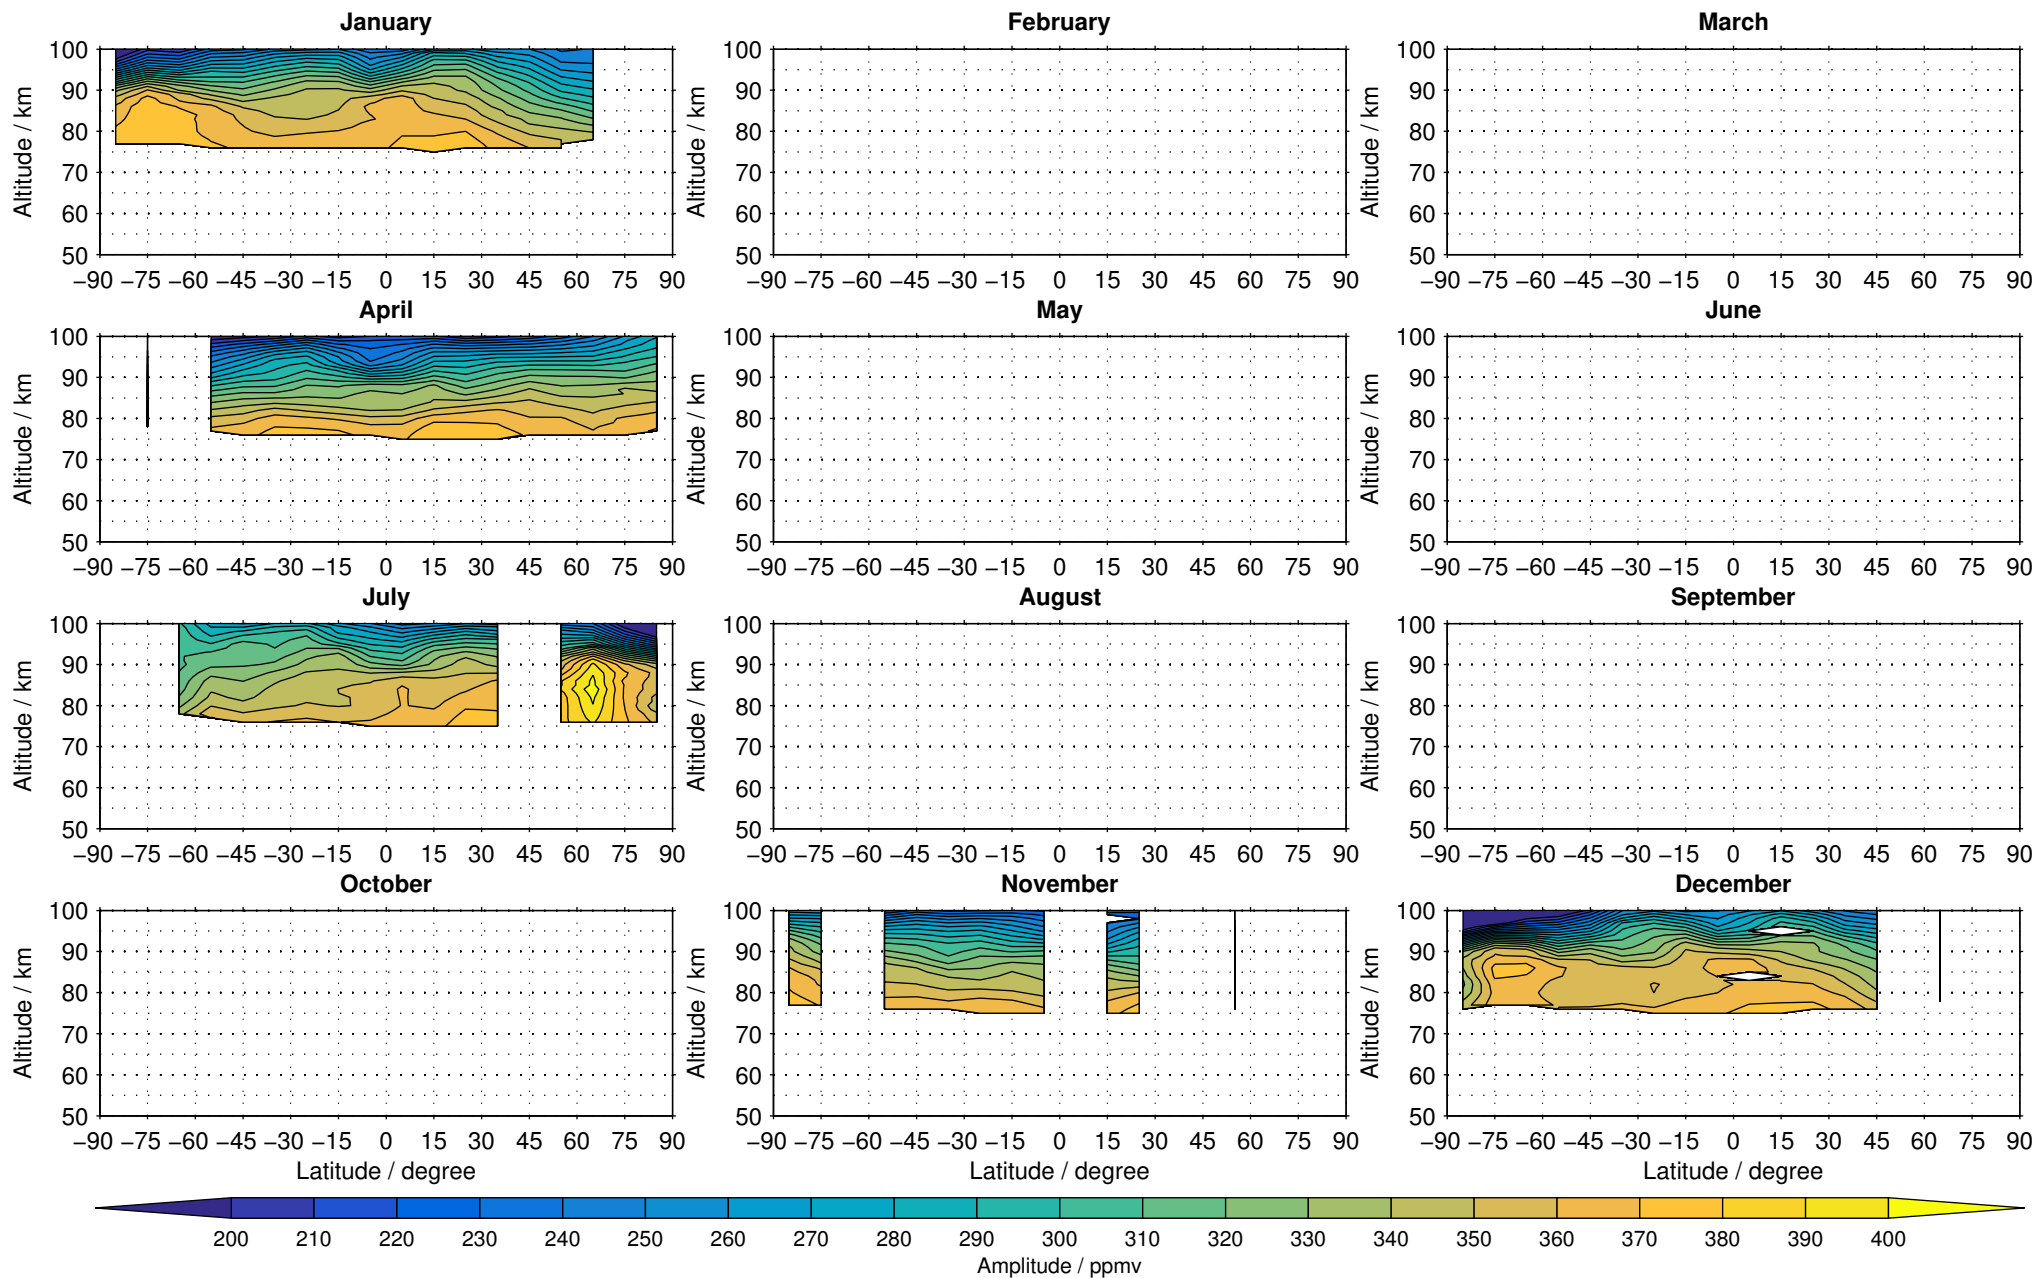 January February March
100 100 100
90 90 90
80 80 80
70 70 70
60 60 60
50 50 50
Altitude / km Altitude / km Altitude / km
−90 −75 −60 −45 −30 −15 0 15 30 45 60 75 90 −90 −75 −60 −45 −30 −15 0 15 30 45 60 75 90 −90 −75 −60 −45 −30 −15 0 15 30 45 60 75 90
April May June
100 100 100
90 90 90
80 80 80
70 70 70
60 60 60
50 50 50
Altitude / km Altitude / km Altitude / km
−90 −75 −60 −45 −30 −15 0 15 30 45 60 75 90 −90 −75 −60 −45 −30 −15 0 15 30 45 60 75 90 −90 −75 −60 −45 −30 −15 0 15 30 45 60 75 90
July August September
100 100 100
90 90 90
80 80 80
70 70 70
60 60 60
50 50 50
Altitude / km Altitude / km Altitude / km
−90 −75 −60 −45 −30 −15 0 15 30 45 60 75 90 −90 −75 −60 −45 −30 −15 0 15 30 45 60 75 90 −90 −75 −60 −45 −30 −15 0 15 30 45 60 75 90
October November December
100 100 100
90 90 90
80 80 80
70 70 70
60 60 60
50 50 50
Altitude / km Altitude / km Altitude / km
−90 −75 −60 −45 −30 −15 0 15 30 45 60 75 90 −90 −75 −60 −45 −30 −15 0 15 30 45 60 75 90 −90 −75 −60 −45 −30 −15 0 15 30 45 60 75 90
Latitude / degree Latitude / degree Latitude / degree
200 210 220 230 240 250 260 270 280 290 300 310 320 330 340 350 360 370 380 390 400
Amplitude / ppmv